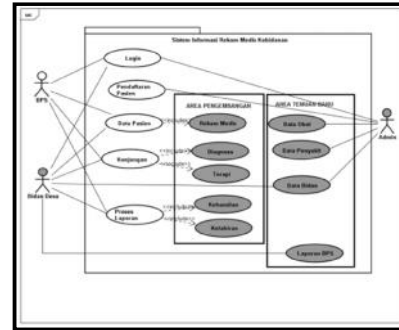 uc
Sistem Informasi Rekam Medis Kebidanan
Login
Pendaftaran
Pasien
AREA PENGEMBANGAN
AREA TEMUAN BARU
BPS
Data Pasien
Rekam Medis
Data Obat
Admin
Data Penyakit
Kunjungan
Diagnosa
Terapi
Data Bidan
Bidan Desa
Proses
Laporan
Kehamilan
Kelahiran
Laporan BPS